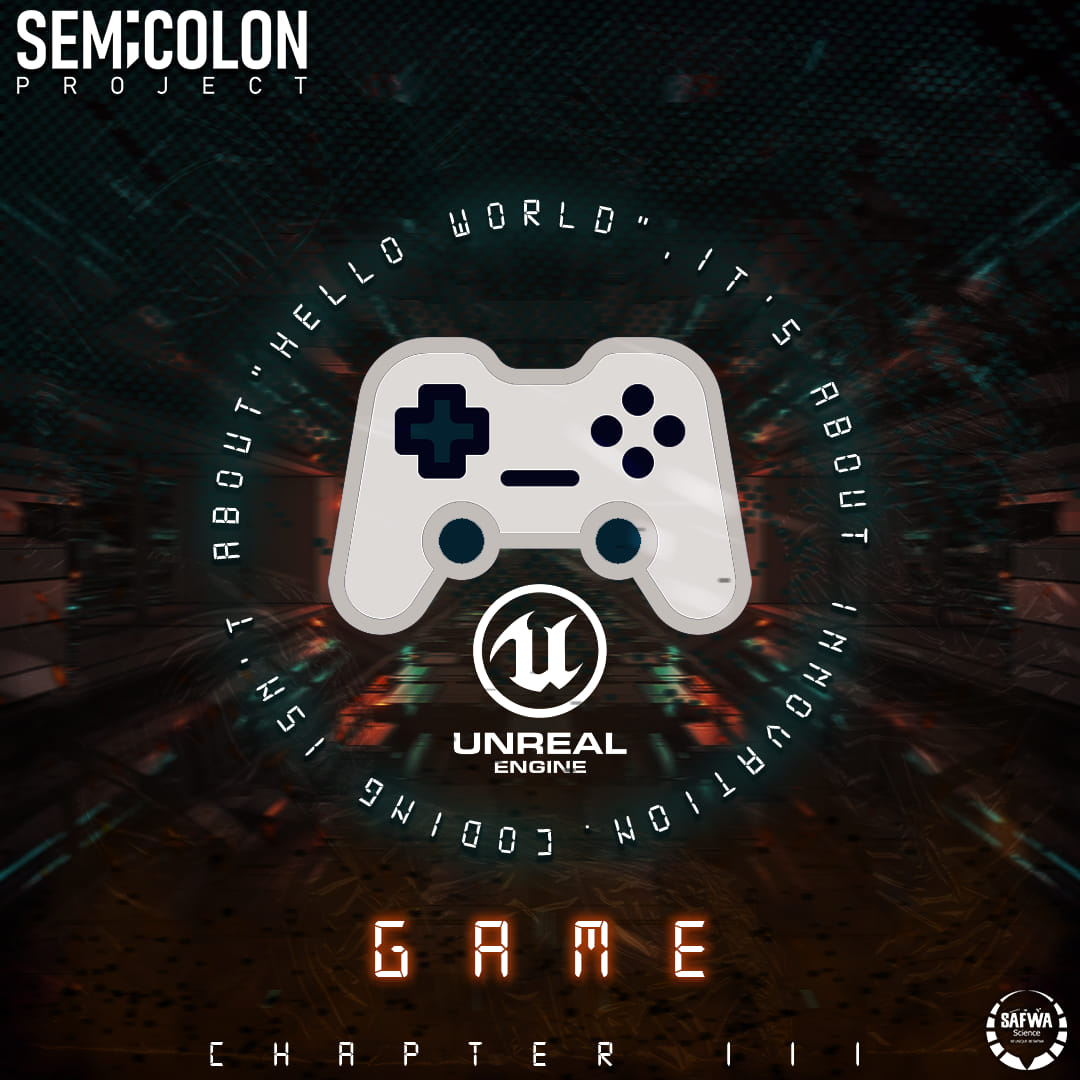 SEMICOLON
PROJECT
CODING ISN'T ABOUT "HELLO WORLD", IT'S ABOUT INNOVATION.
UNREAL
ENGINE
GAME
CHAPTER III
SAFWA
Science